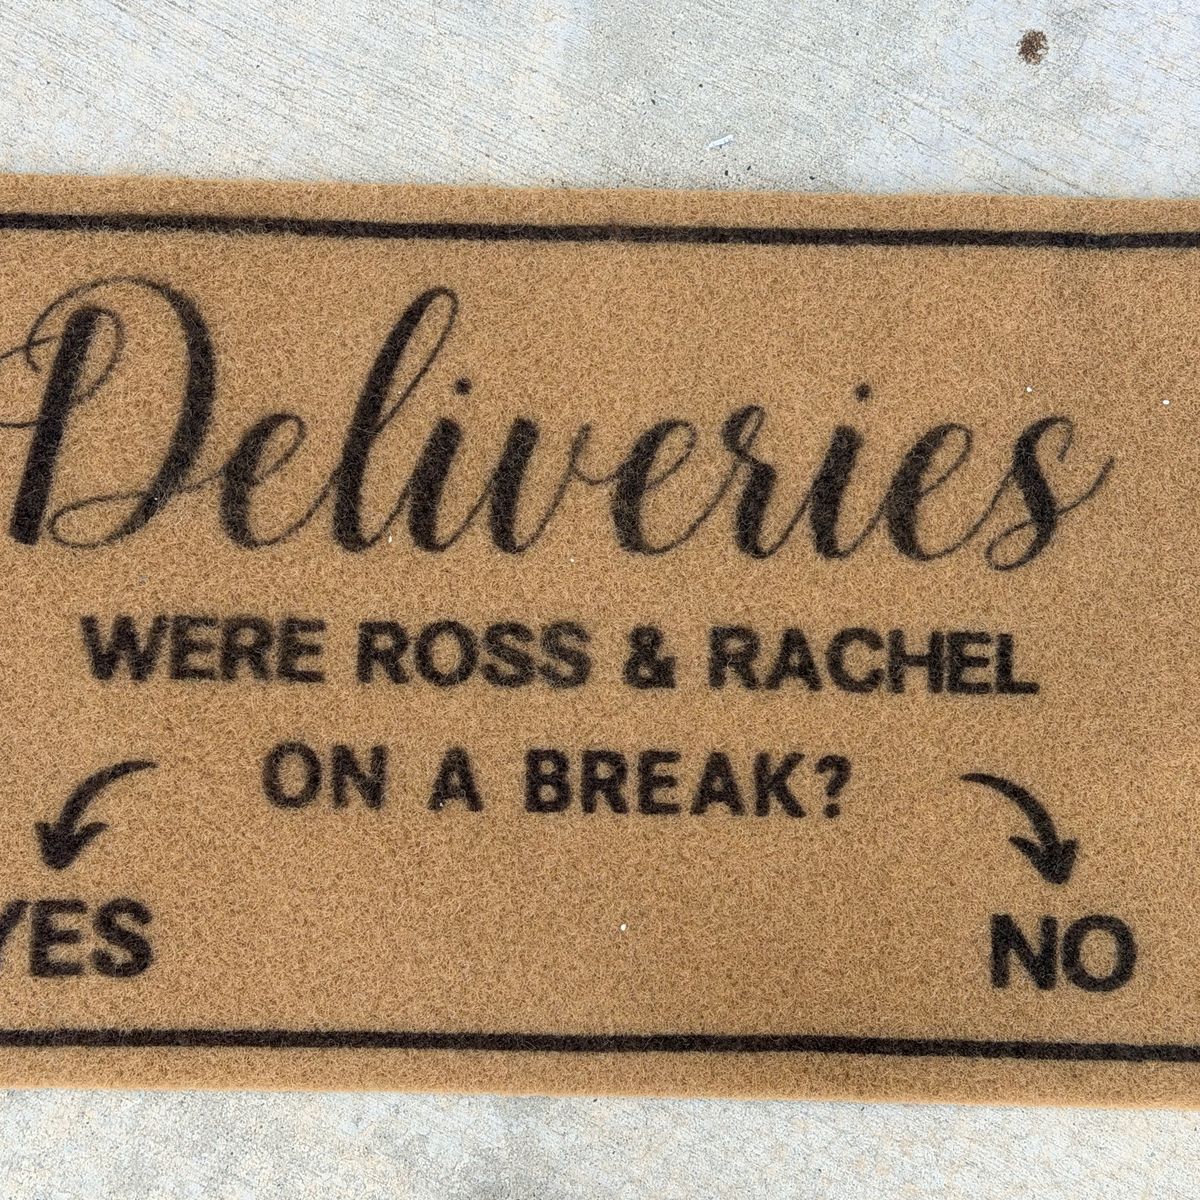 Deliveries
WERE ROSS & RACHEL
ON A BREAK?
YES
NO